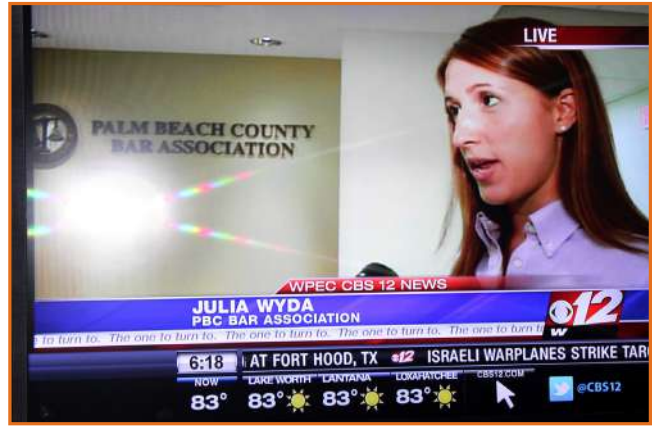 LIVE
PALM BEACH COUNTY
BAR ASSOCIATION
WPEC CBS 12 NEWS
JULIA WYDA
PBC BAR ASSOCIATION
12
e to turn to. The one to turn to. The one to turn to. The one to turn to. The one to turn to
6:18 AT FORT HOOD, TX 12 ISRAELI WARPLANES STRIKE TAR
NOW LAKE WORTH LANTANA LOXAHATCHEE CBS12.COM
83° 83° 83° 83° @CBS12